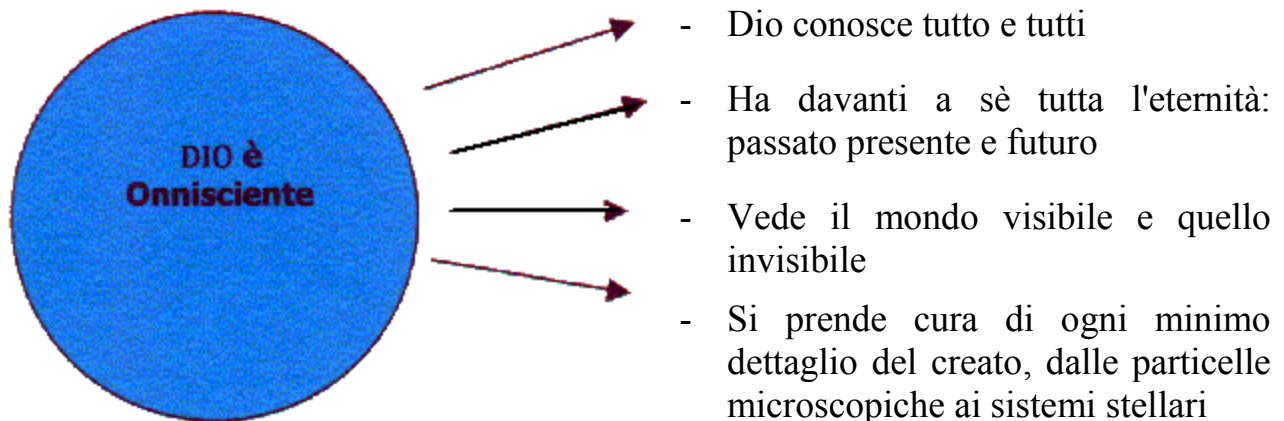 DIO è
Onnisciente
- Dio conosce tutto e tutti
- Ha davanti a sè tutta l'eternità:
passato presente e futuro
- Vede il mondo visibile e quello
invisibile
- Si prende cura di ogni minimo
dettaglio del creato, dalle particelle
microscopiche ai sistemi stellari